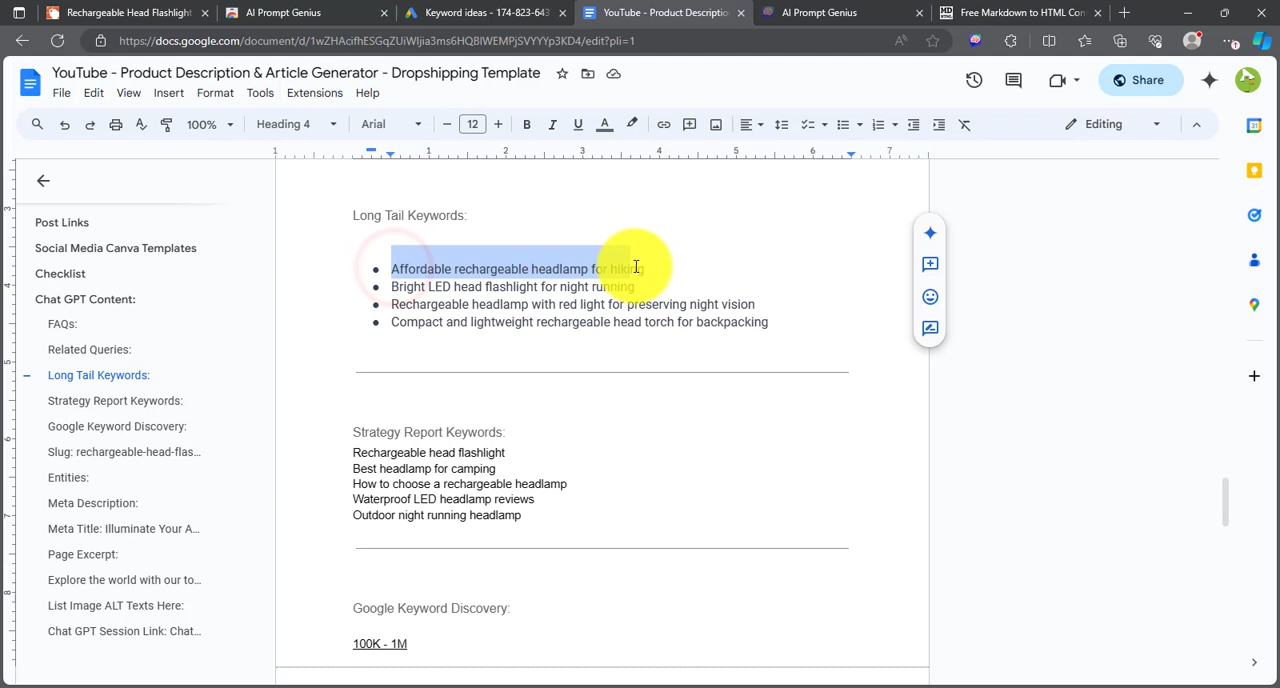 Rechargeable Head Flashlight
AI Prompt Genius
Keyword ideas - 174-823-643
YouTube - Product Descriptio
AI Prompt Genius
Free Markdown to HTML Con
https://docs.google.com/document/d/1wZHAcifhESGqZUiWljia3ms6HQBlWEMPjSVYYYp3KD4/edit?pli=1
YouTube - Product Description & Article Generator - Dropshipping Template
File Edit View Insert Format Tools Extensions Help
Share
100%
Heading 4
Arial
12
Editing
Post Links
Social Media Canva Templates
Checklist
Chat GPT Content:
FAQs:
Related Queries:
Long Tail Keywords:
Strategy Report Keywords:
Google Keyword Discovery:
Slug: rechargeable-head-flas...
Entities:
Meta Description:
Meta Title: Illuminate Your A...
Page Excerpt:
Explore the world with our to...
List Image ALT Texts Here:
Chat GPT Session Link: Chat...
Long Tail Keywords:
● Affordable rechargeable headlamp for hiking
● Bright LED head flashlight for night running
● Rechargeable headlamp with red light for preserving night vision
● Compact and lightweight rechargeable head torch for backpacking
Strategy Report Keywords:
Rechargeable head flashlight
Best headlamp for camping
How to choose a rechargeable headlamp
Waterproof LED headlamp reviews
Outdoor night running headlamp
Google Keyword Discovery:
100K - 1M